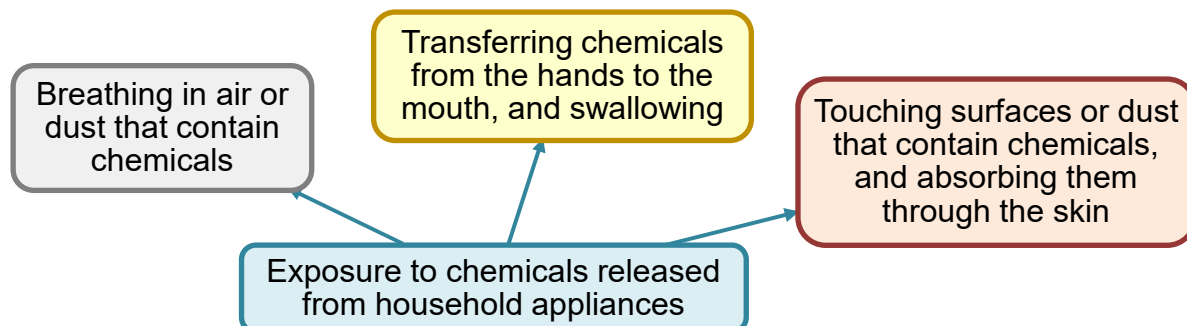 Transferring chemicals
from the hands to the
mouth, and swallowing
Breathing in air or
dust that contain
chemicals
Touching surfaces or dust
that contain chemicals,
and absorbing them
through the skin
Exposure to chemicals released
from household appliances